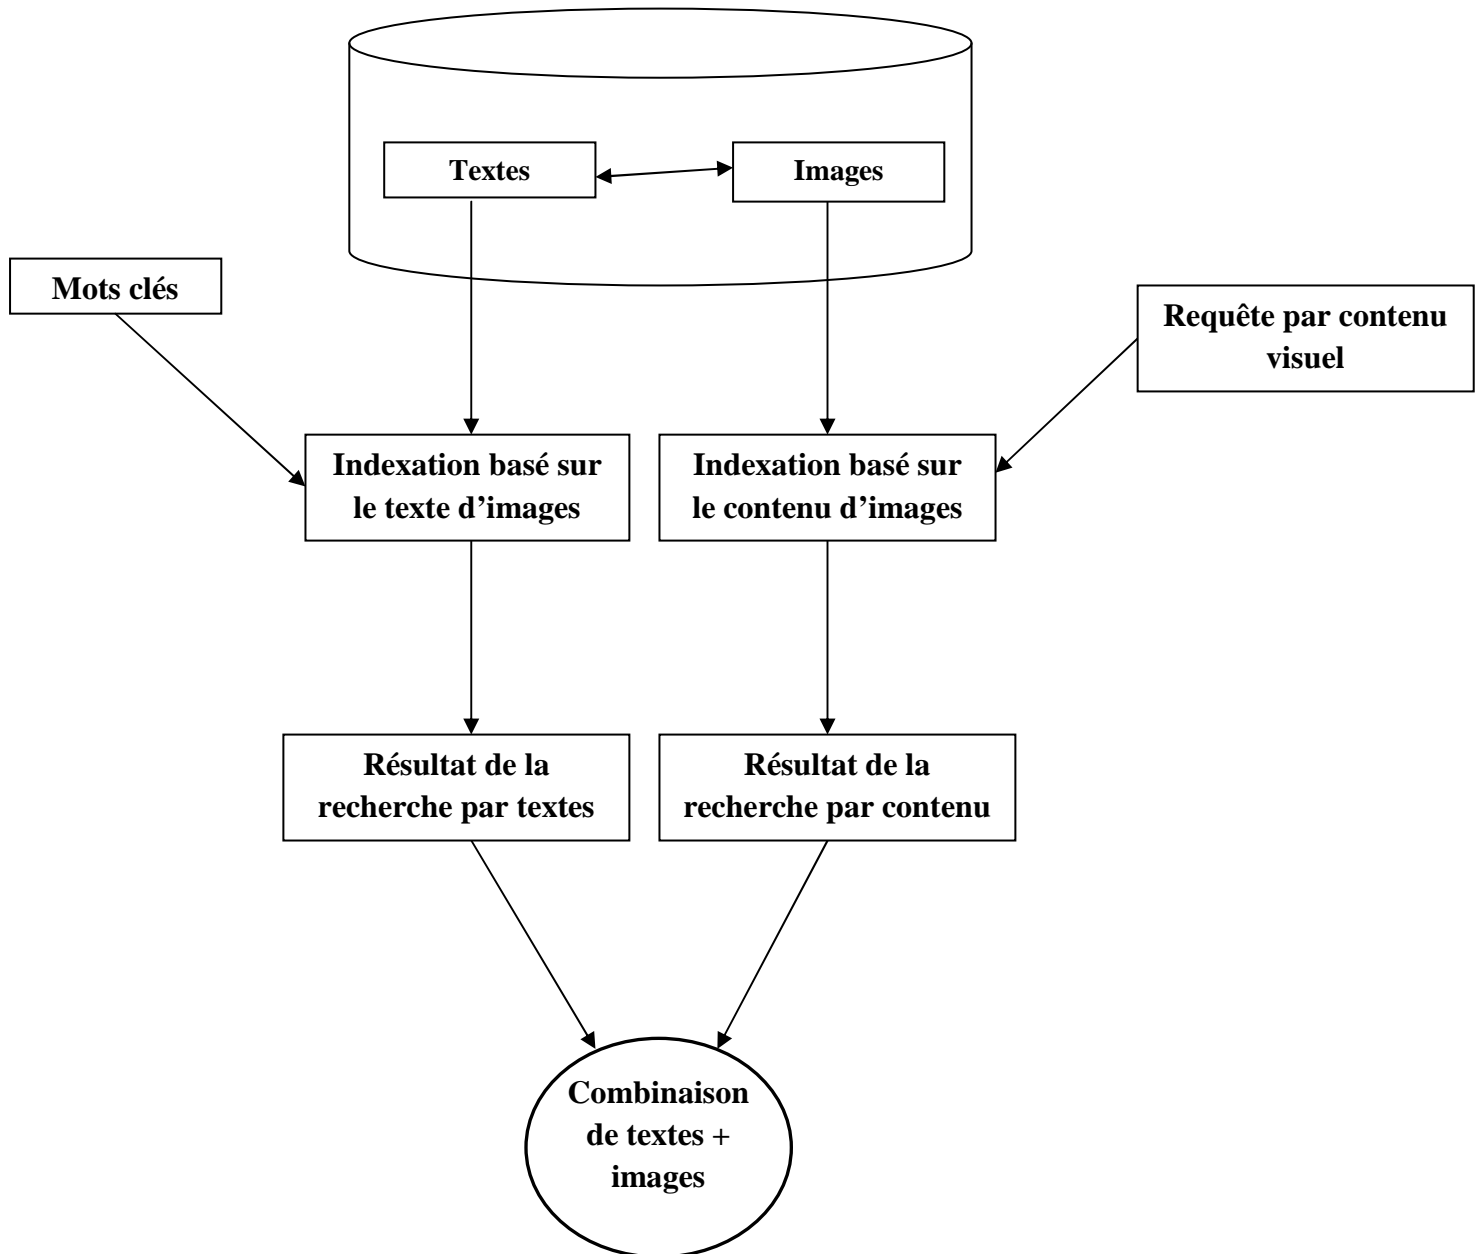 Textes
Images
Mots clés
Requête par contenu
visuel
Indexation basé sur
le texte d’images
Indexation basé sur
le contenu d’images
Résultat de la
recherche par textes
Résultat de la
recherche par contenu
Combinaison
de textes +
images